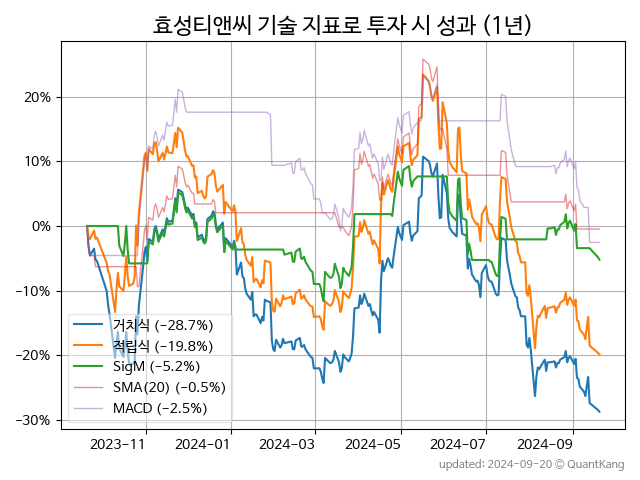 효성티앤씨 기술 지표로 투자 시 성과 (1년)
20%
10%
0%
−10%
−20%
−30%
거치식 (−28.7%)
적립식 (−19.8%)
SigM (−5.2%)
SMA(20) (−0.5%)
MACD (−2.5%)
2023−11 2024−01 2024−03 2024−05 2024−07 2024−09
updated: 2024−09−20 ⓒ QuantKang